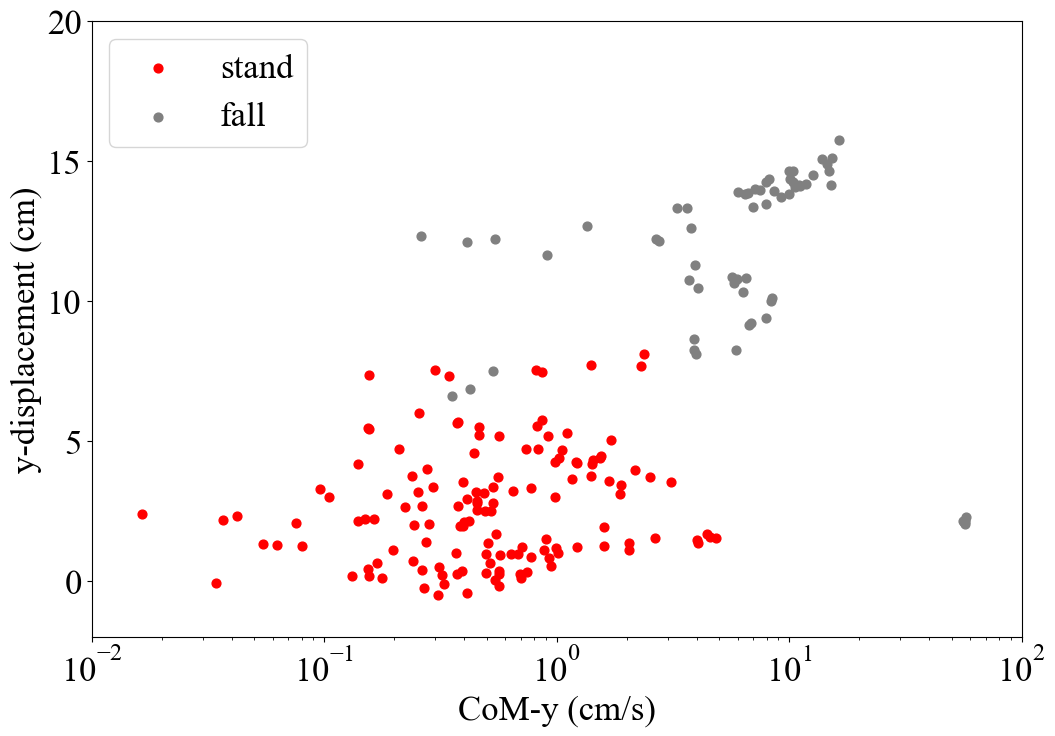 20
15
10
5
0
y-displacement (cm)
stand
fall
10⁻² 10⁻¹ 10⁰ 10¹ 10²
CoM-y (cm/s)